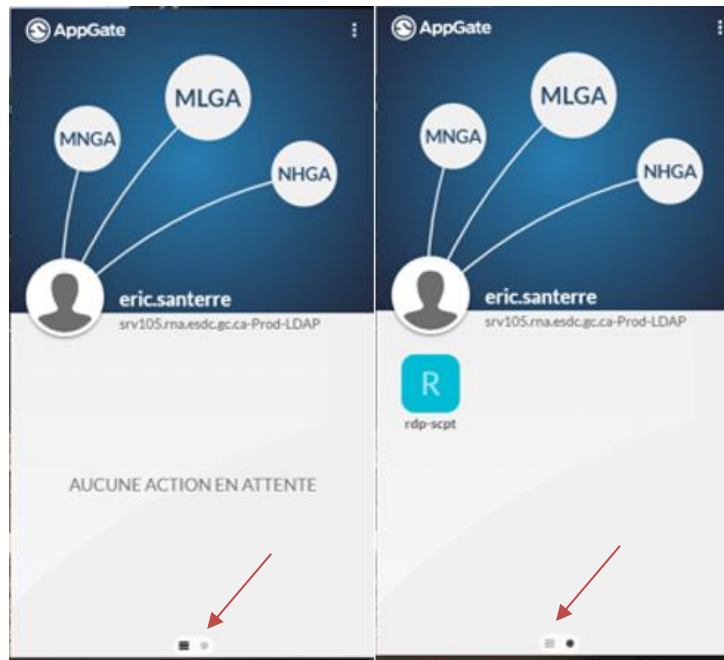 AppGate
MLGA
MNGA
NHGA
eric.santerre
srv105.rna.esdc.gc.ca-Prod-LDAP
AUCUNE ACTION EN ATTENTE
AppGate
MLGA
MNGA
NHGA
eric.santerre
srv105.rna.esdc.gc.ca-Prod-LDAP
R
rdp-scpt